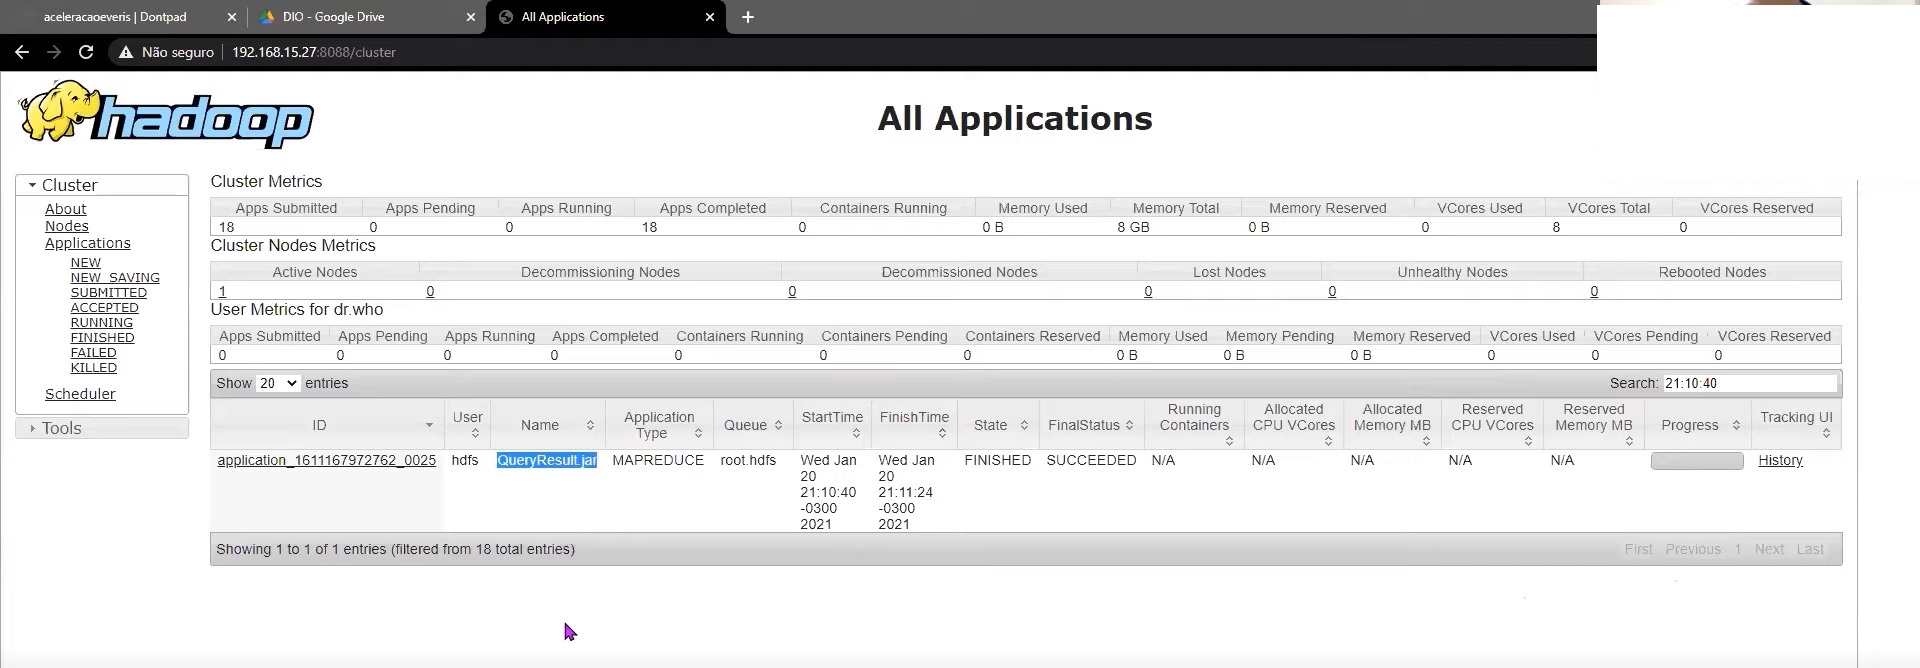 aceleracaoeveris | Dontpad
DIO - Google Drive
All Applications
Não seguro 192.168.15.27:8088/cluster
hadoop
All Applications
Cluster
About
Nodes
Applications
NEW
NEW_SAVING
SUBMITTED
ACCEPTED
RUNNING
FINISHED
FAILED
KILLED
Scheduler
Tools
Cluster Metrics
Apps Submitted Apps Pending Apps Running Apps Completed Containers Running Memory Used Memory Total Memory Reserved VCores Used VCores Total VCores Reserved
18 0 0 18 0 0 B 8 GB 0 B 0 8 0
Cluster Nodes Metrics
Active Nodes Decommissioning Nodes Decommissioned Nodes Lost Nodes Unhealthy Nodes Rebooted Nodes
1 0 0 0 0 0
User Metrics for dr.who
Apps Submitted Apps Pending Apps Running Apps Completed Containers Running Containers Pending Containers Reserved Memory Used Memory Pending Memory Reserved VCores Used VCores Pending VCores Reserved
0 0 0 0 0 0 0 0 B 0 B 0 B 0 0 0
Show 20 entries Search: 21:10:40
ID User Name Application Type Queue StartTime FinishTime State FinalStatus Running Containers Allocated CPU VCores Allocated Memory MB Reserved CPU VCores Reserved Memory MB Progress Tracking UI
application_1611167972762_0025 hdfs QueryResult.jar MAPREDUCE root.hdfs Wed Jan 20 21:10:40 -0300 2021 Wed Jan 20 21:11:24 -0300 2021 FINISHED SUCCEEDED N/A N/A N/A N/A N/A History
Showing 1 to 1 of 1 entries (filtered from 18 total entries) First Previous 1 Next Last